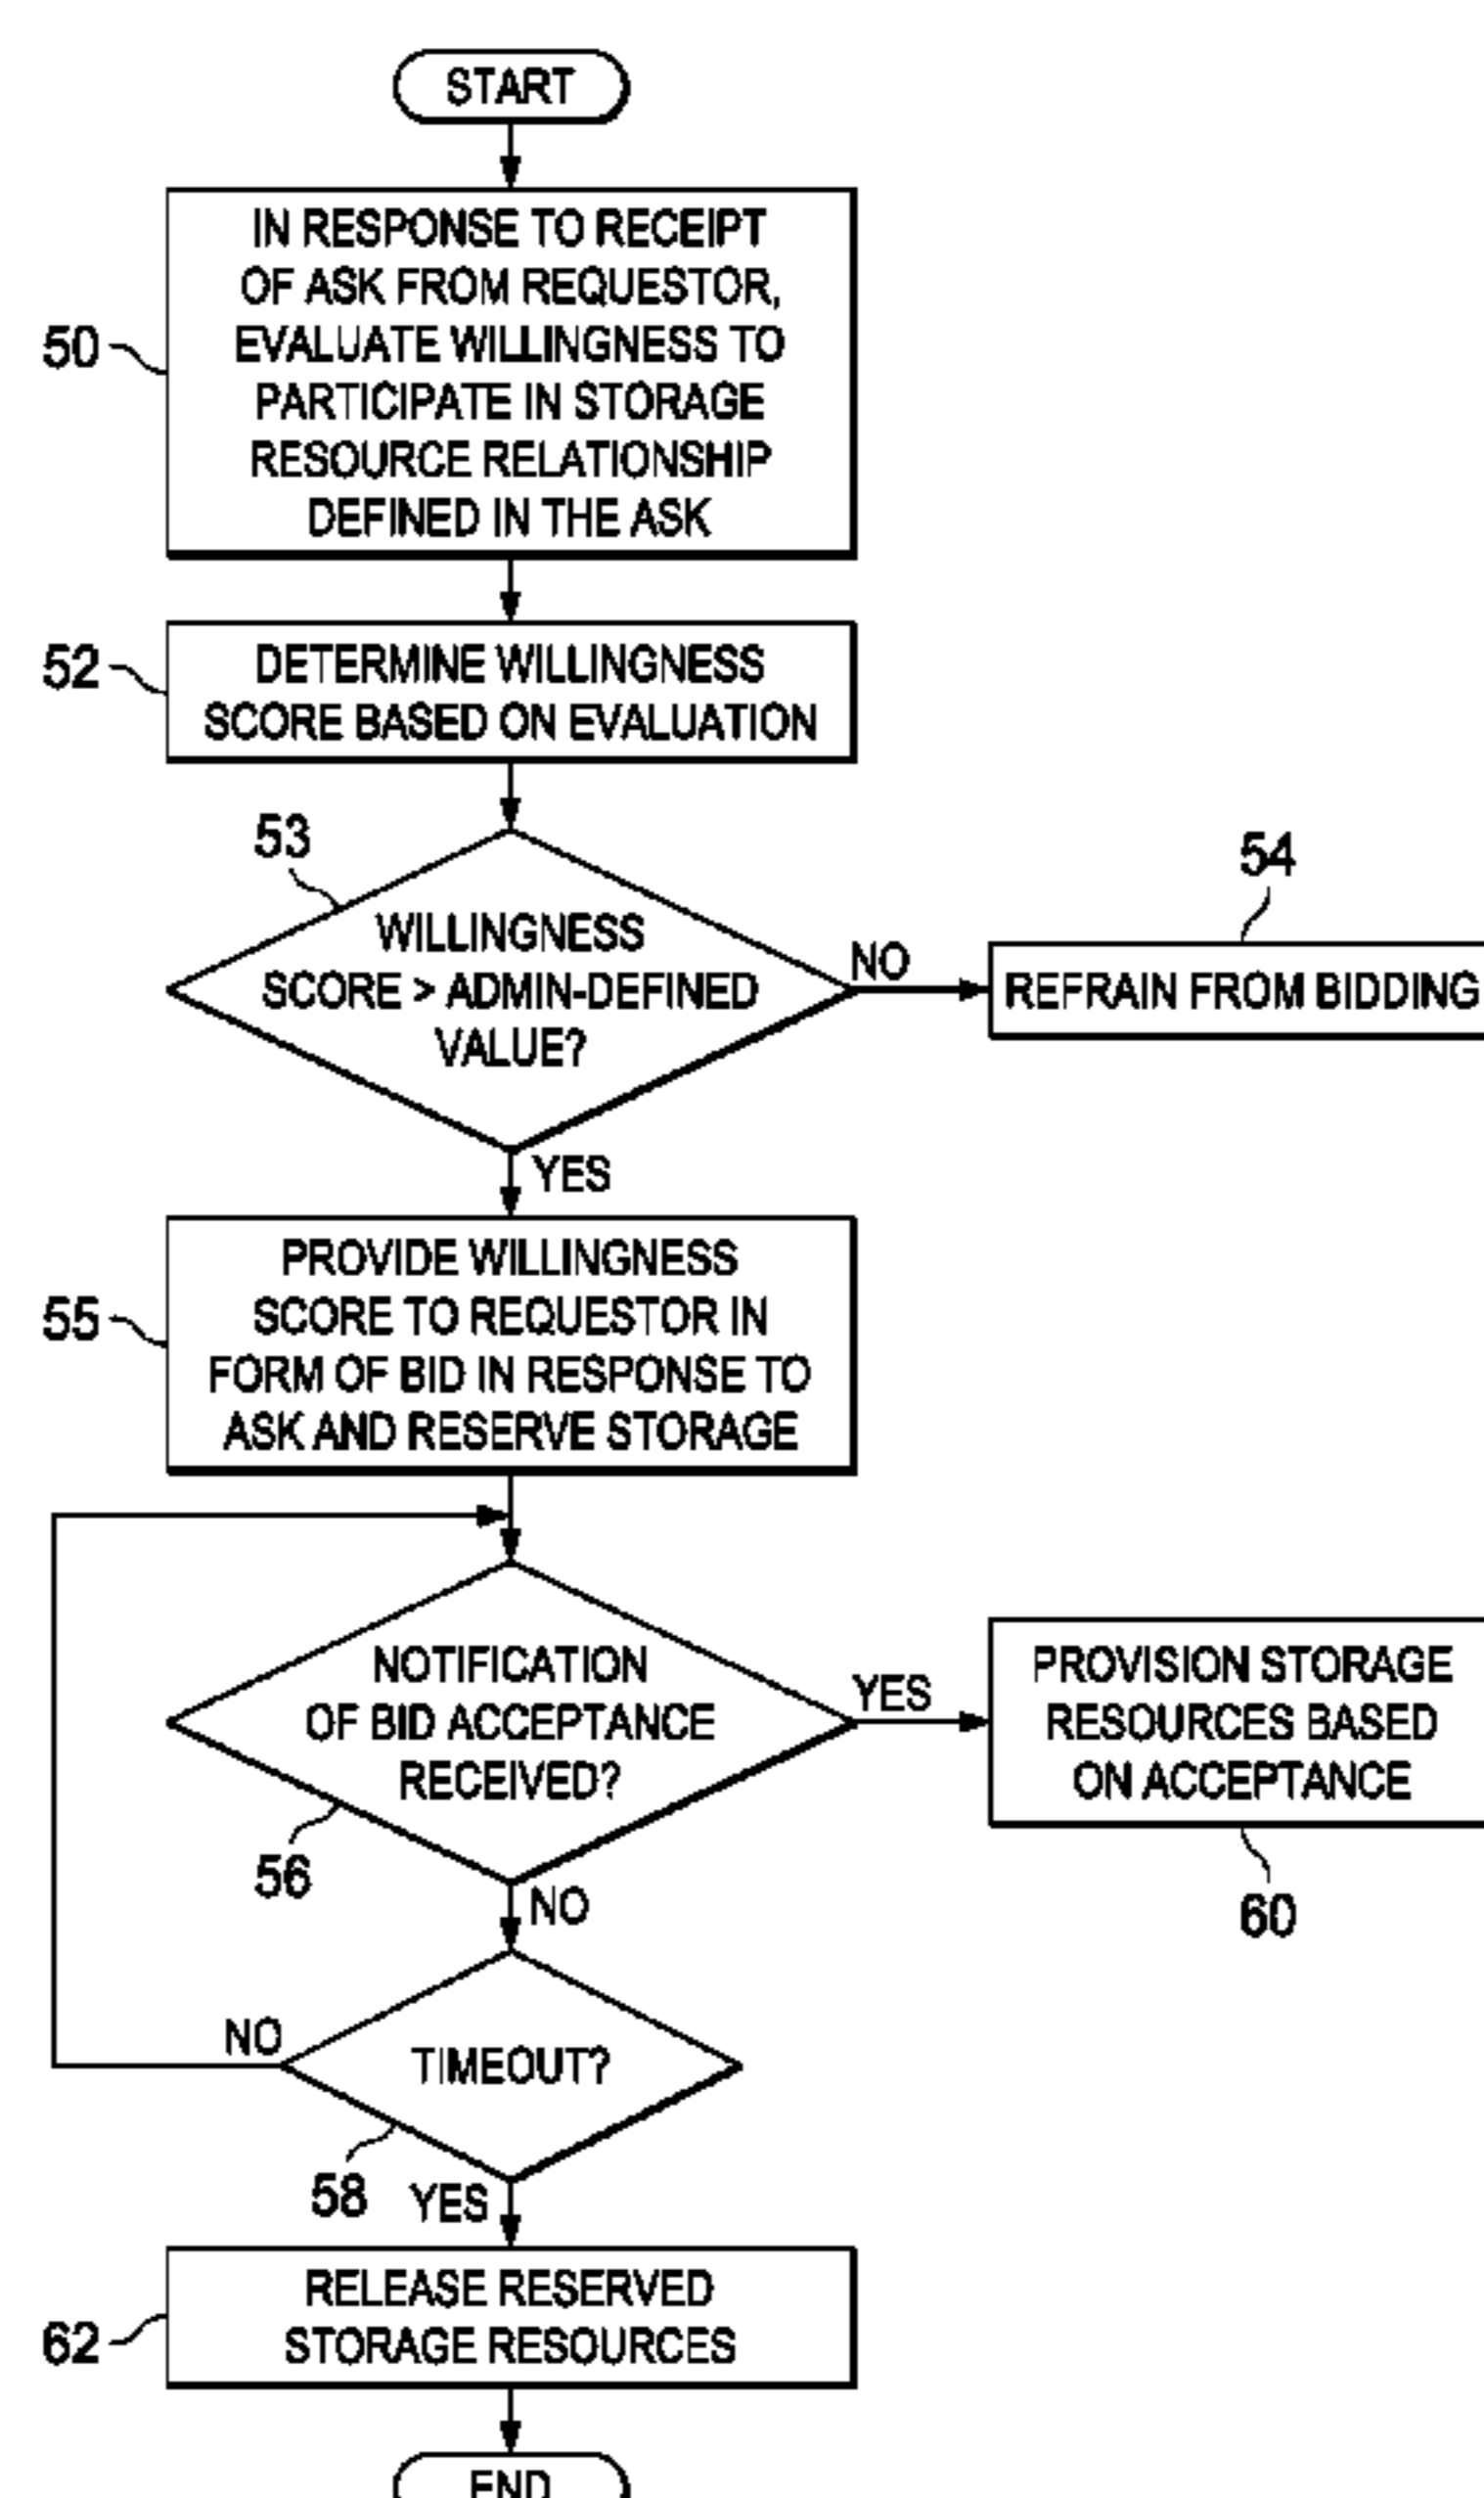 START
IN RESPONSE TO RECEIPT
OF ASK FROM REQUESTOR,
EVALUATE WILLINGNESS TO
PARTICIPATE IN STORAGE
RESOURCE RELATIONSHIP
DEFINED IN THE ASK
50
DETERMINE WILLINGNESS
SCORE BASED ON EVALUATION
52
53
WILLINGNESS
SCORE > ADMIN-DEFINED
VALUE?
NO
54
REFRAIN FROM BIDDING
YES
PROVIDE WILLINGNESS
SCORE TO REQUESTOR IN
FORM OF BID IN RESPONSE TO
ASK AND RESERVE STORAGE
55
NOTIFICATION
OF BID ACCEPTANCE
RECEIVED?
56
YES
PROVISION STORAGE
RESOURCES BASED
ON ACCEPTANCE
60
NO
TIMEOUT?
NO
58
YES
RELEASE RESERVED
STORAGE RESOURCES
62
END